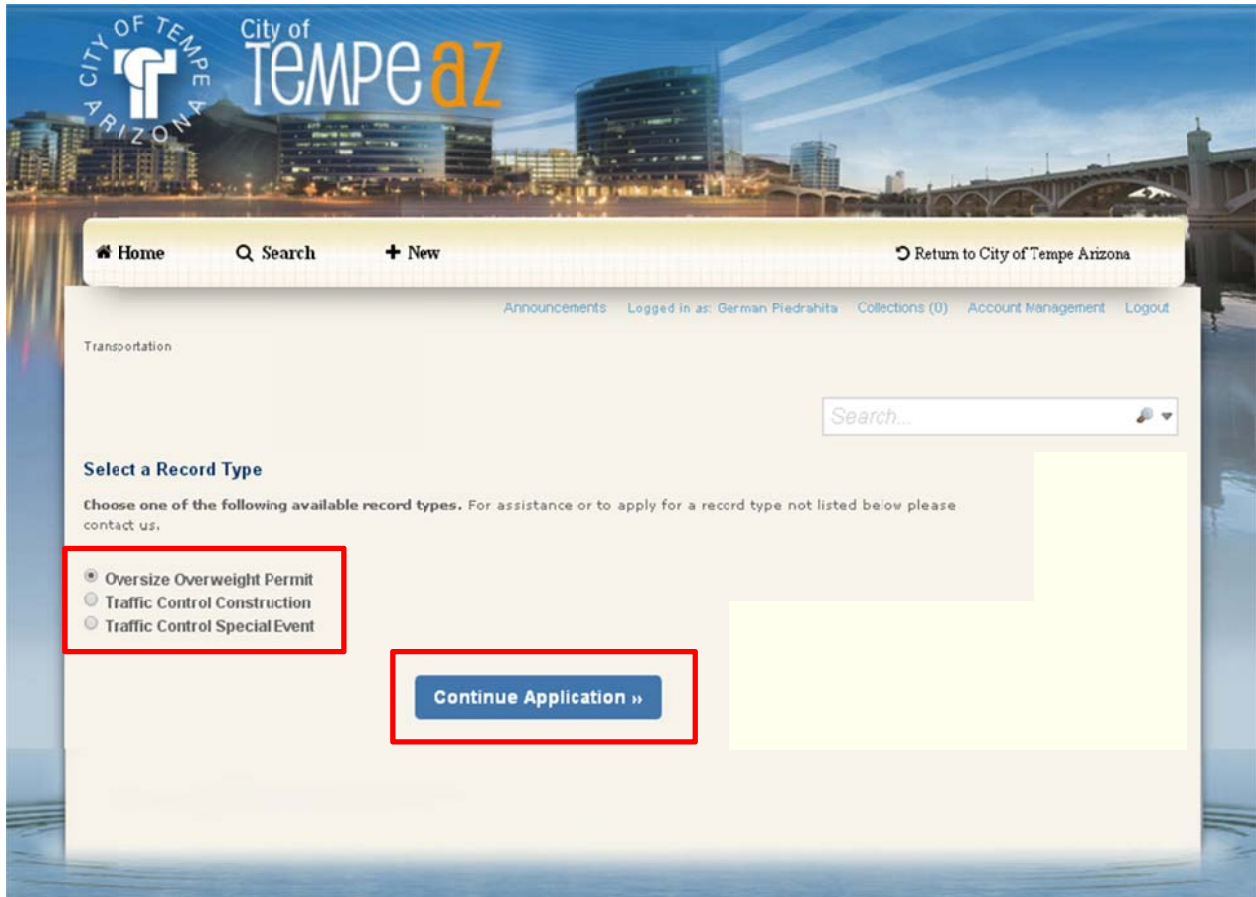 CITY OF TEMPE ARIZONA
City of
Tempe az
Home Search + New Return to City of Tempe Arizona
Announcements Logged in as: German Piedrahita Collections (0) Account Management Logout
Transportation
Search...
Select a Record Type
Choose one of the following available record types. For assistance or to apply for a record type not listed below please
contact us.
Oversize Overweight Permit
Traffic Control Construction
Traffic Control Special Event
Continue Application »